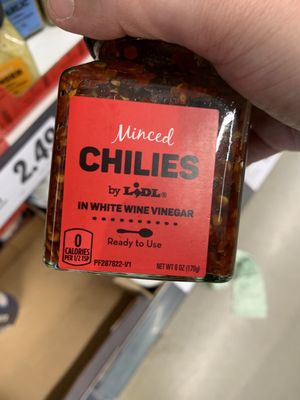 Minced
CHILIES
by LIDL®
IN WHITE WINE VINEGAR
Ready to Use
0
CALORIES
PER 1/2 TSP
PF287822-V1
NET WT 6 OZ (170g)
2.49